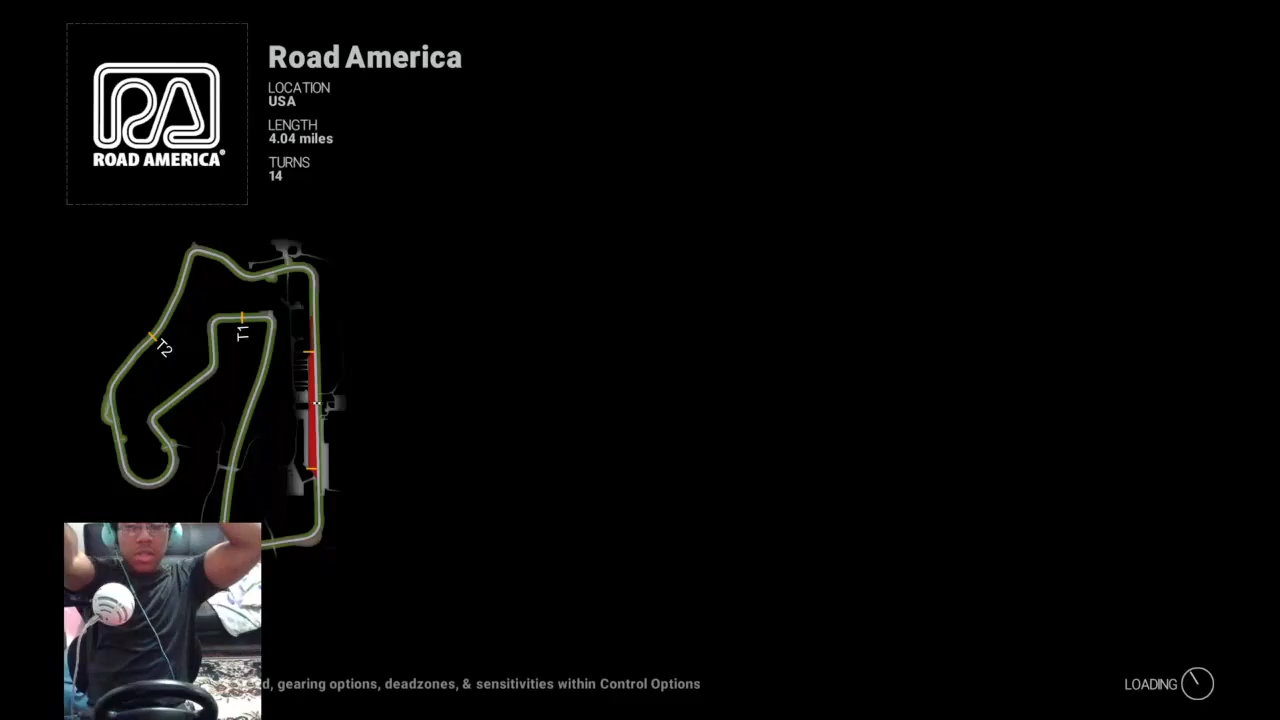 Road America
LOCATION
USA
LENGTH
4.04 miles
TURNS
14
RA
ROAD AMERICA®
T1
T2
d, gearing options, deadzones, & sensitivities within Control Options
LOADING